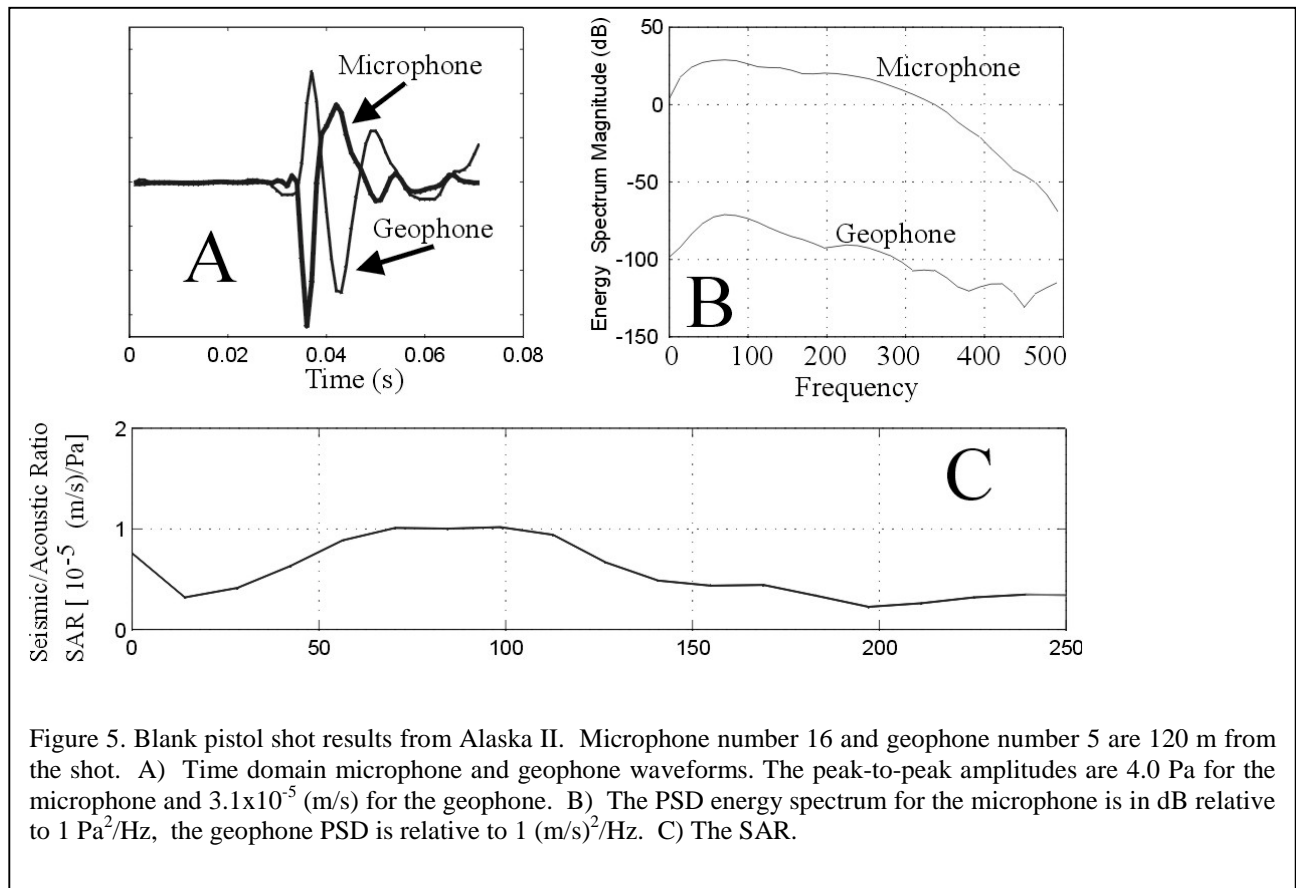 Microphone
Geophone
A
0
0.02
0.04
0.06
0.08
Time (s)
Energy Spectrum Magnitude (dB)
50
0
-50
-100
-150
Microphone
Geophone
B
0
100
200
300
400
500
Frequency
Seismic/Acoustic Ratio
SAR [ 10-5 (m/s)/Pa]
2
1
0
C
0
50
100
150
200
250
Figure 5. Blank pistol shot results from Alaska II. Microphone number 16 and geophone number 5 are 120 m from
the shot. A) Time domain microphone and geophone waveforms. The peak-to-peak amplitudes are 4.0 Pa for the
microphone and 3.1x10-5 (m/s) for the geophone. B) The PSD energy spectrum for the microphone is in dB relative
to 1 Pa2/Hz, the geophone PSD is relative to 1 (m/s)2/Hz. C) The SAR.